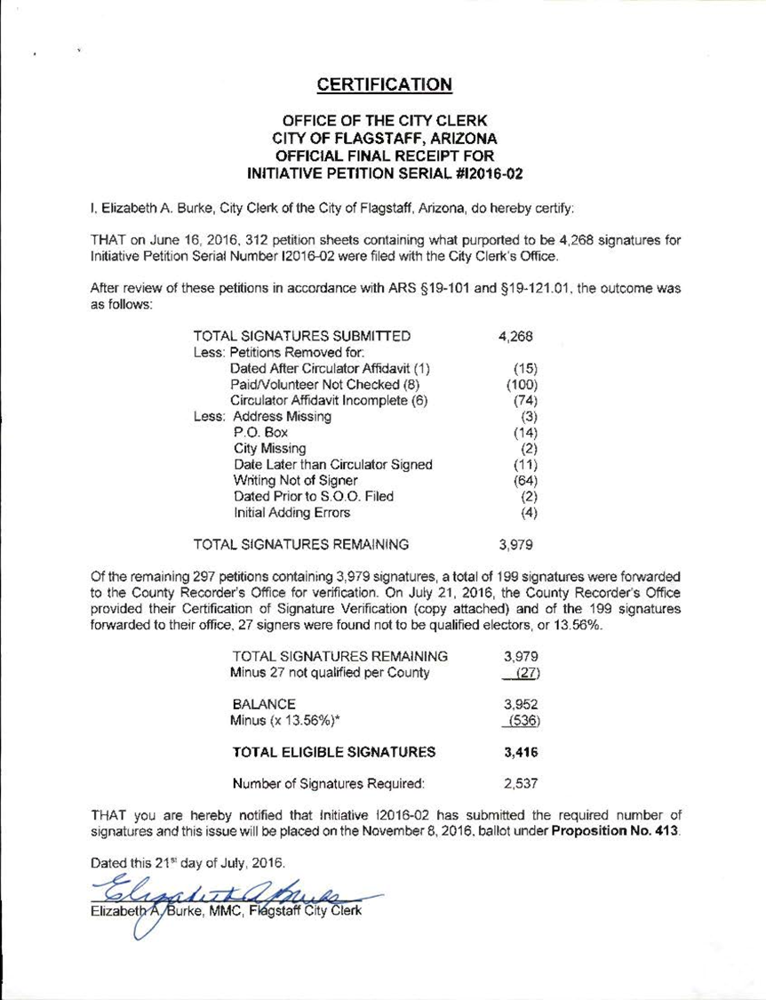 CERTIFICATION
OFFICE OF THE CITY CLERK
CITY OF FLAGSTAFF, ARIZONA
OFFICIAL FINAL RECEIPT FOR
INITIATIVE PETITION SERIAL #I2016-02
I, Elizabeth A. Burke, City Clerk of the City of Flagstaff, Arizona, do hereby certify:
THAT on June 16, 2016, 312 petition sheets containing what purported to be 4,268 signatures for
Initiative Petition Serial Number I2016-02 were filed with the City Clerk's Office.
After review of these petitions in accordance with ARS §19-101 and §19-121.01, the outcome was
as follows:
TOTAL SIGNATURES SUBMITTED 4,268
Less: Petitions Removed for:
Dated After Circulator Affidavit (1) (15)
Paid/Volunteer Not Checked (8) (100)
Circulator Affidavit Incomplete (6) (74)
Less: Address Missing (3)
P.O. Box (14)
City Missing (2)
Date Later than Circulator Signed (11)
Writing Not of Signer (64)
Dated Prior to S.O.O. Filed (2)
Initial Adding Errors (4)
TOTAL SIGNATURES REMAINING 3,979
Of the remaining 297 petitions containing 3,979 signatures, a total of 199 signatures were forwarded
to the County Recorder's Office for verification. On July 21, 2016, the County Recorder's Office
provided their Certification of Signature Verification (copy attached) and of the 199 signatures
forwarded to their office, 27 signers were found not to be qualified electors, or 13.56%.
TOTAL SIGNATURES REMAINING 3,979
Minus 27 not qualified per County (27)
BALANCE 3,952
Minus (x 13.56%)* (536)
TOTAL ELIGIBLE SIGNATURES 3,416
Number of Signatures Required: 2,537
THAT you are hereby notified that Initiative I2016-02 has submitted the required number of
signatures and this issue will be placed on the November 8, 2016, ballot under Proposition No. 413.
Dated this 21st day of July, 2016.
Elizabeth A Burke
Elizabeth A. Burke, MMC, Flagstaff City Clerk